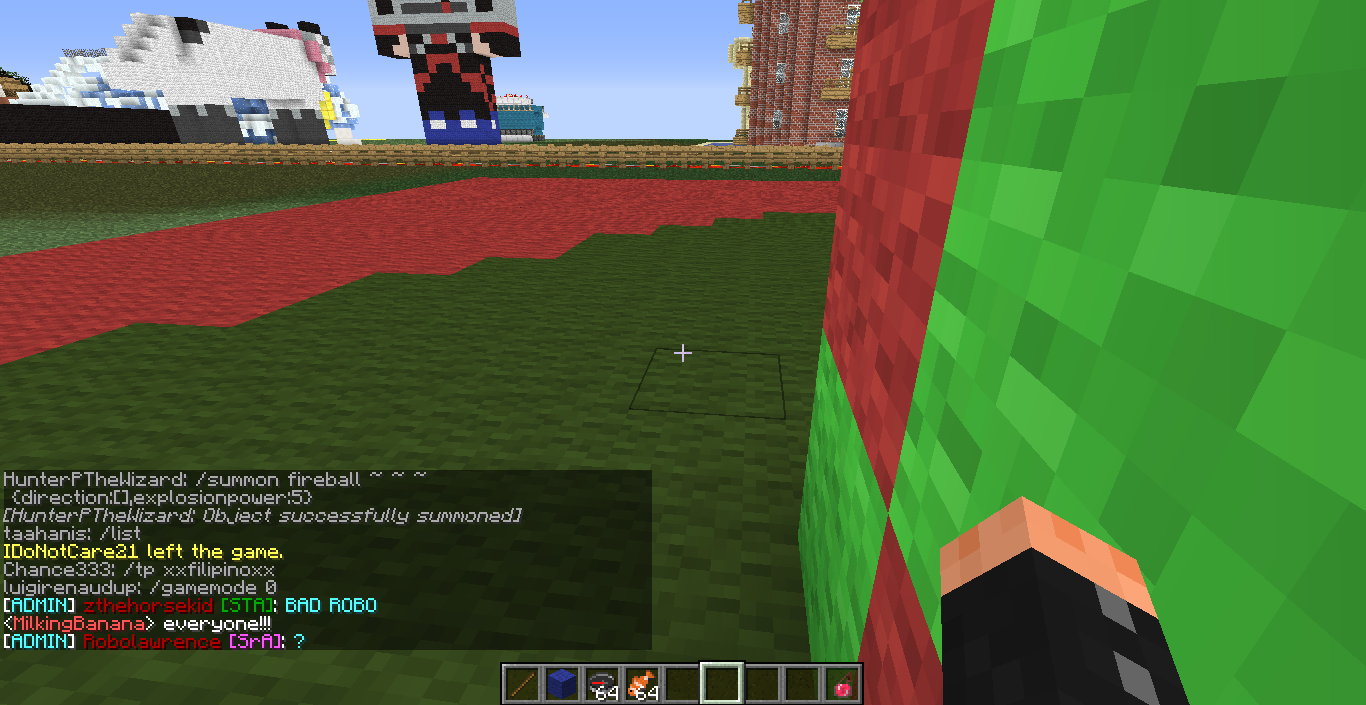 HunterPTheWizard: /summon fireball ~ ~ ~
{direction:[],explosionpower:5}
[HunterPTheWizard: Object successfully summoned]
taahanis: /list
IDoNotCare21 left the game.
Chance333: /tp xxfilipinoxx
luigirenaudup: /gamemode 0
[ADMIN] zthehorsekid [STA]: BAD ROBO
<MilkingBanana> everyone!!!
[ADMIN] Robolawrence [SrA]: ?
64 64